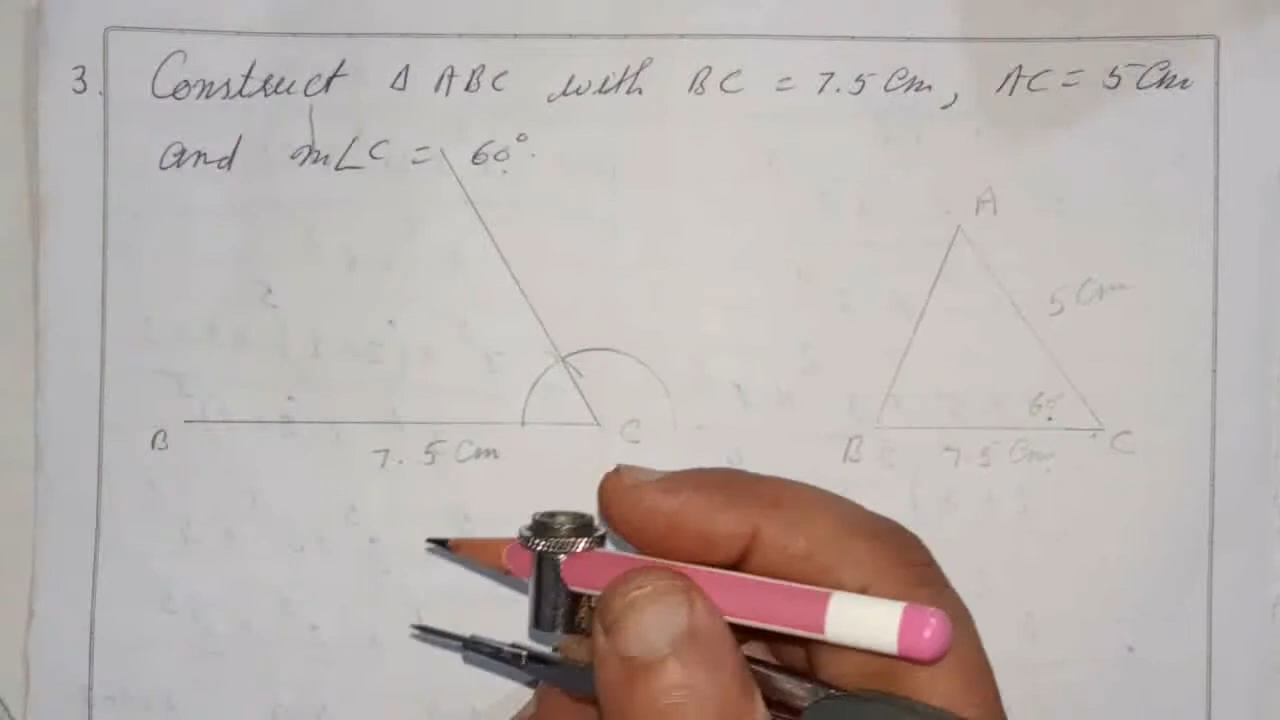 3. Construct Δ ABC with BC = 7.5 Cm, AC = 5 Cm
and m∠C = 60°.
A
5 Cm
60°
B
7.5 Cm
C
B
7.5 Cm
C